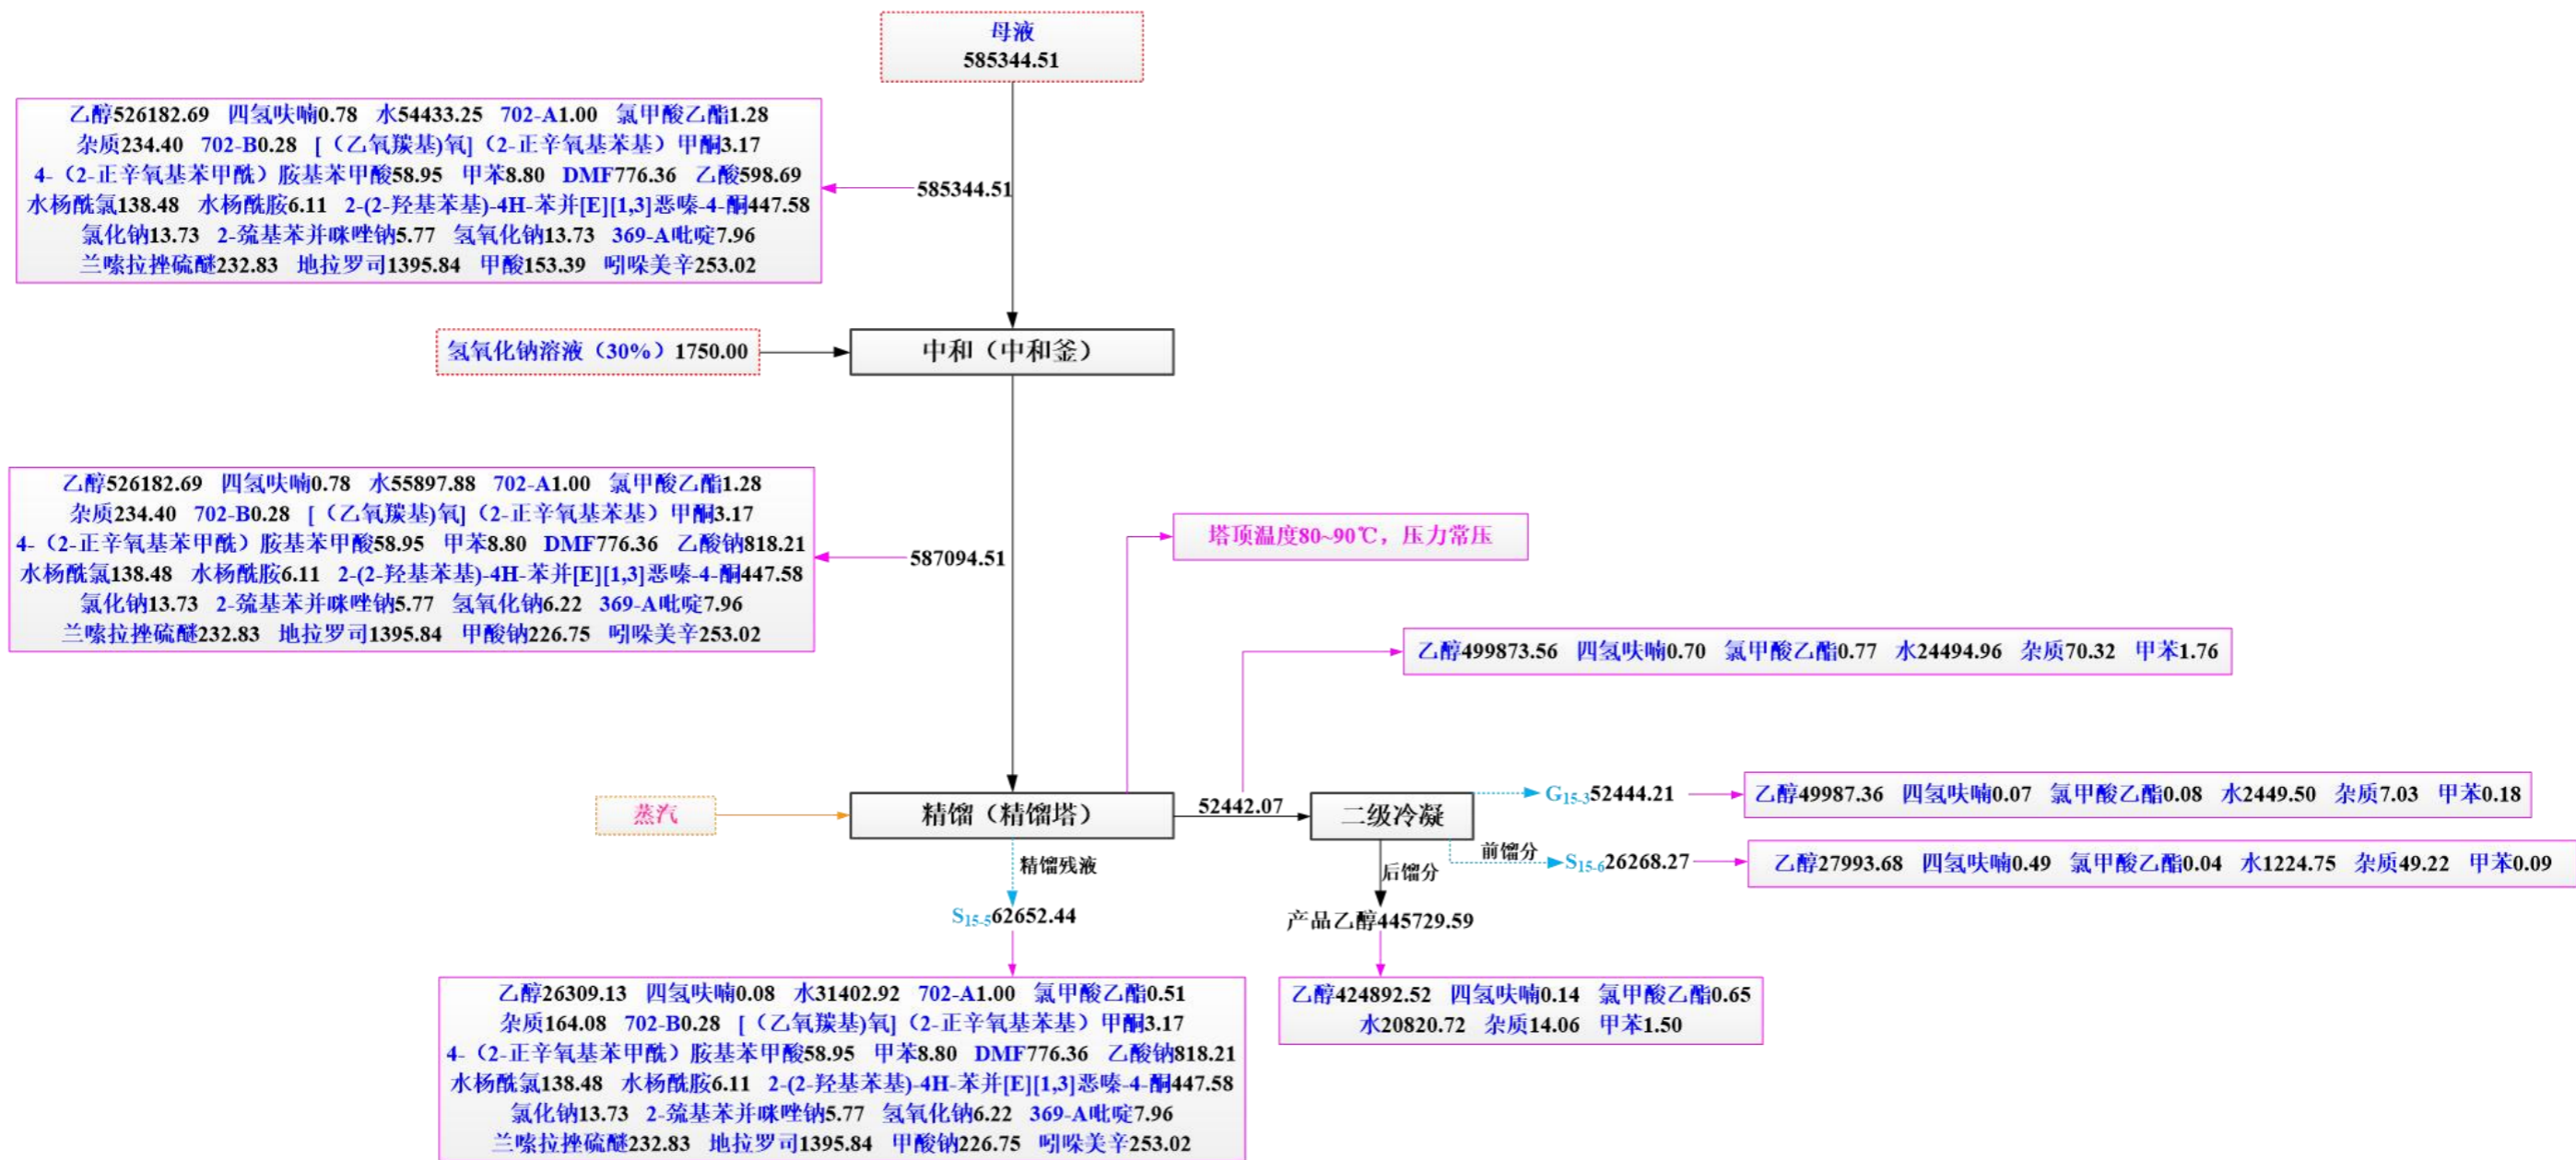 母液
585344.51
乙醇526182.69 四氢呋喃0.78 水54433.25 702-A1.00 氯甲酸乙酯1.28
杂质234.40 702-B0.28 [（乙氧羰基)氧]（2-正辛氧基苯基）甲酮3.17
4-（2-正辛氧基苯甲酰）胺基苯甲酸58.95 甲苯8.80 DMF776.36 乙酸598.69
水杨酰氯138.48 水杨酰胺6.11 2-(2-羟基苯基)-4H-苯并[E][1,3]恶嗪-4-酮447.58
氯化钠13.73 2-巯基苯并咪唑钠5.77 氢氧化钠13.73 369-A吡啶7.96
兰嗦拉挫硫醚232.83 地拉罗司1395.84 甲酸153.39 吲哚美辛253.02
585344.51
氢氧化钠溶液（30%）1750.00
中和（中和釜）
乙醇526182.69 四氢呋喃0.78 水55897.88 702-A1.00 氯甲酸乙酯1.28
杂质234.40 702-B0.28 [（乙氧羰基)氧]（2-正辛氧基苯基）甲酮3.17
4-（2-正辛氧基苯甲酰）胺基苯甲酸58.95 甲苯8.80 DMF776.36 乙酸钠818.21
水杨酰氯138.48 水杨酰胺6.11 2-(2-羟基苯基)-4H-苯并[E][1,3]恶嗪-4-酮447.58
氯化钠13.73 2-巯基苯并咪唑钠5.77 氢氧化钠6.22 369-A吡啶7.96
兰嗦拉挫硫醚232.83 地拉罗司1395.84 甲酸钠226.75 吲哚美辛253.02
587094.51
塔顶温度80~90℃，压力常压
乙醇499873.56 四氢呋喃0.70 氯甲酸乙酯0.77 水24494.96 杂质70.32 甲苯1.76
蒸汽
精馏（精馏塔）
52442.07
二级冷凝
G15-352444.21
乙醇49987.36 四氢呋喃0.07 氯甲酸乙酯0.08 水2449.50 杂质7.03 甲苯0.18
前馏分
S15-626268.27
乙醇27993.68 四氢呋喃0.49 氯甲酸乙酯0.04 水1224.75 杂质49.22 甲苯0.09
精馏残液
后馏分
S15-562652.44
产品乙醇445729.59
乙醇26309.13 四氢呋喃0.08 水31402.92 702-A1.00 氯甲酸乙酯0.51
杂质164.08 702-B0.28 [（乙氧羰基)氧]（2-正辛氧基苯基）甲酮3.17
4-（2-正辛氧基苯甲酰）胺基苯甲酸58.95 甲苯8.80 DMF776.36 乙酸钠818.21
水杨酰氯138.48 水杨酰胺6.11 2-(2-羟基苯基)-4H-苯并[E][1,3]恶嗪-4-酮447.58
氯化钠13.73 2-巯基苯并咪唑钠5.77 氢氧化钠6.22 369-A吡啶7.96
兰嗦拉挫硫醚232.83 地拉罗司1395.84 甲酸钠226.75 吲哚美辛253.02
乙醇424892.52 四氢呋喃0.14 氯甲酸乙酯0.65
水20820.72 杂质14.06 甲苯1.50